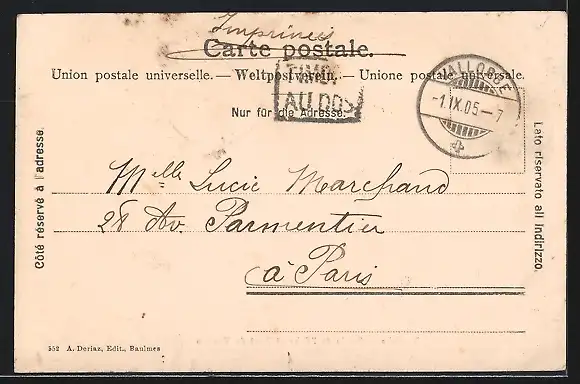 Imprimés
Carte postale.
Union postale universelle. — Weltpostverein. — Unione postale universale.
TIMBRE
AU DOS
VALLORBE
-1.IX.05-7
Nur für die Adresse.
Côté réservé à l'adresse.
Lato riservato all indirizzo.
Melle Lucie Marchand
28 Av. Parmentier
à Paris
552 A. Deriaz, Edit., Baulmes